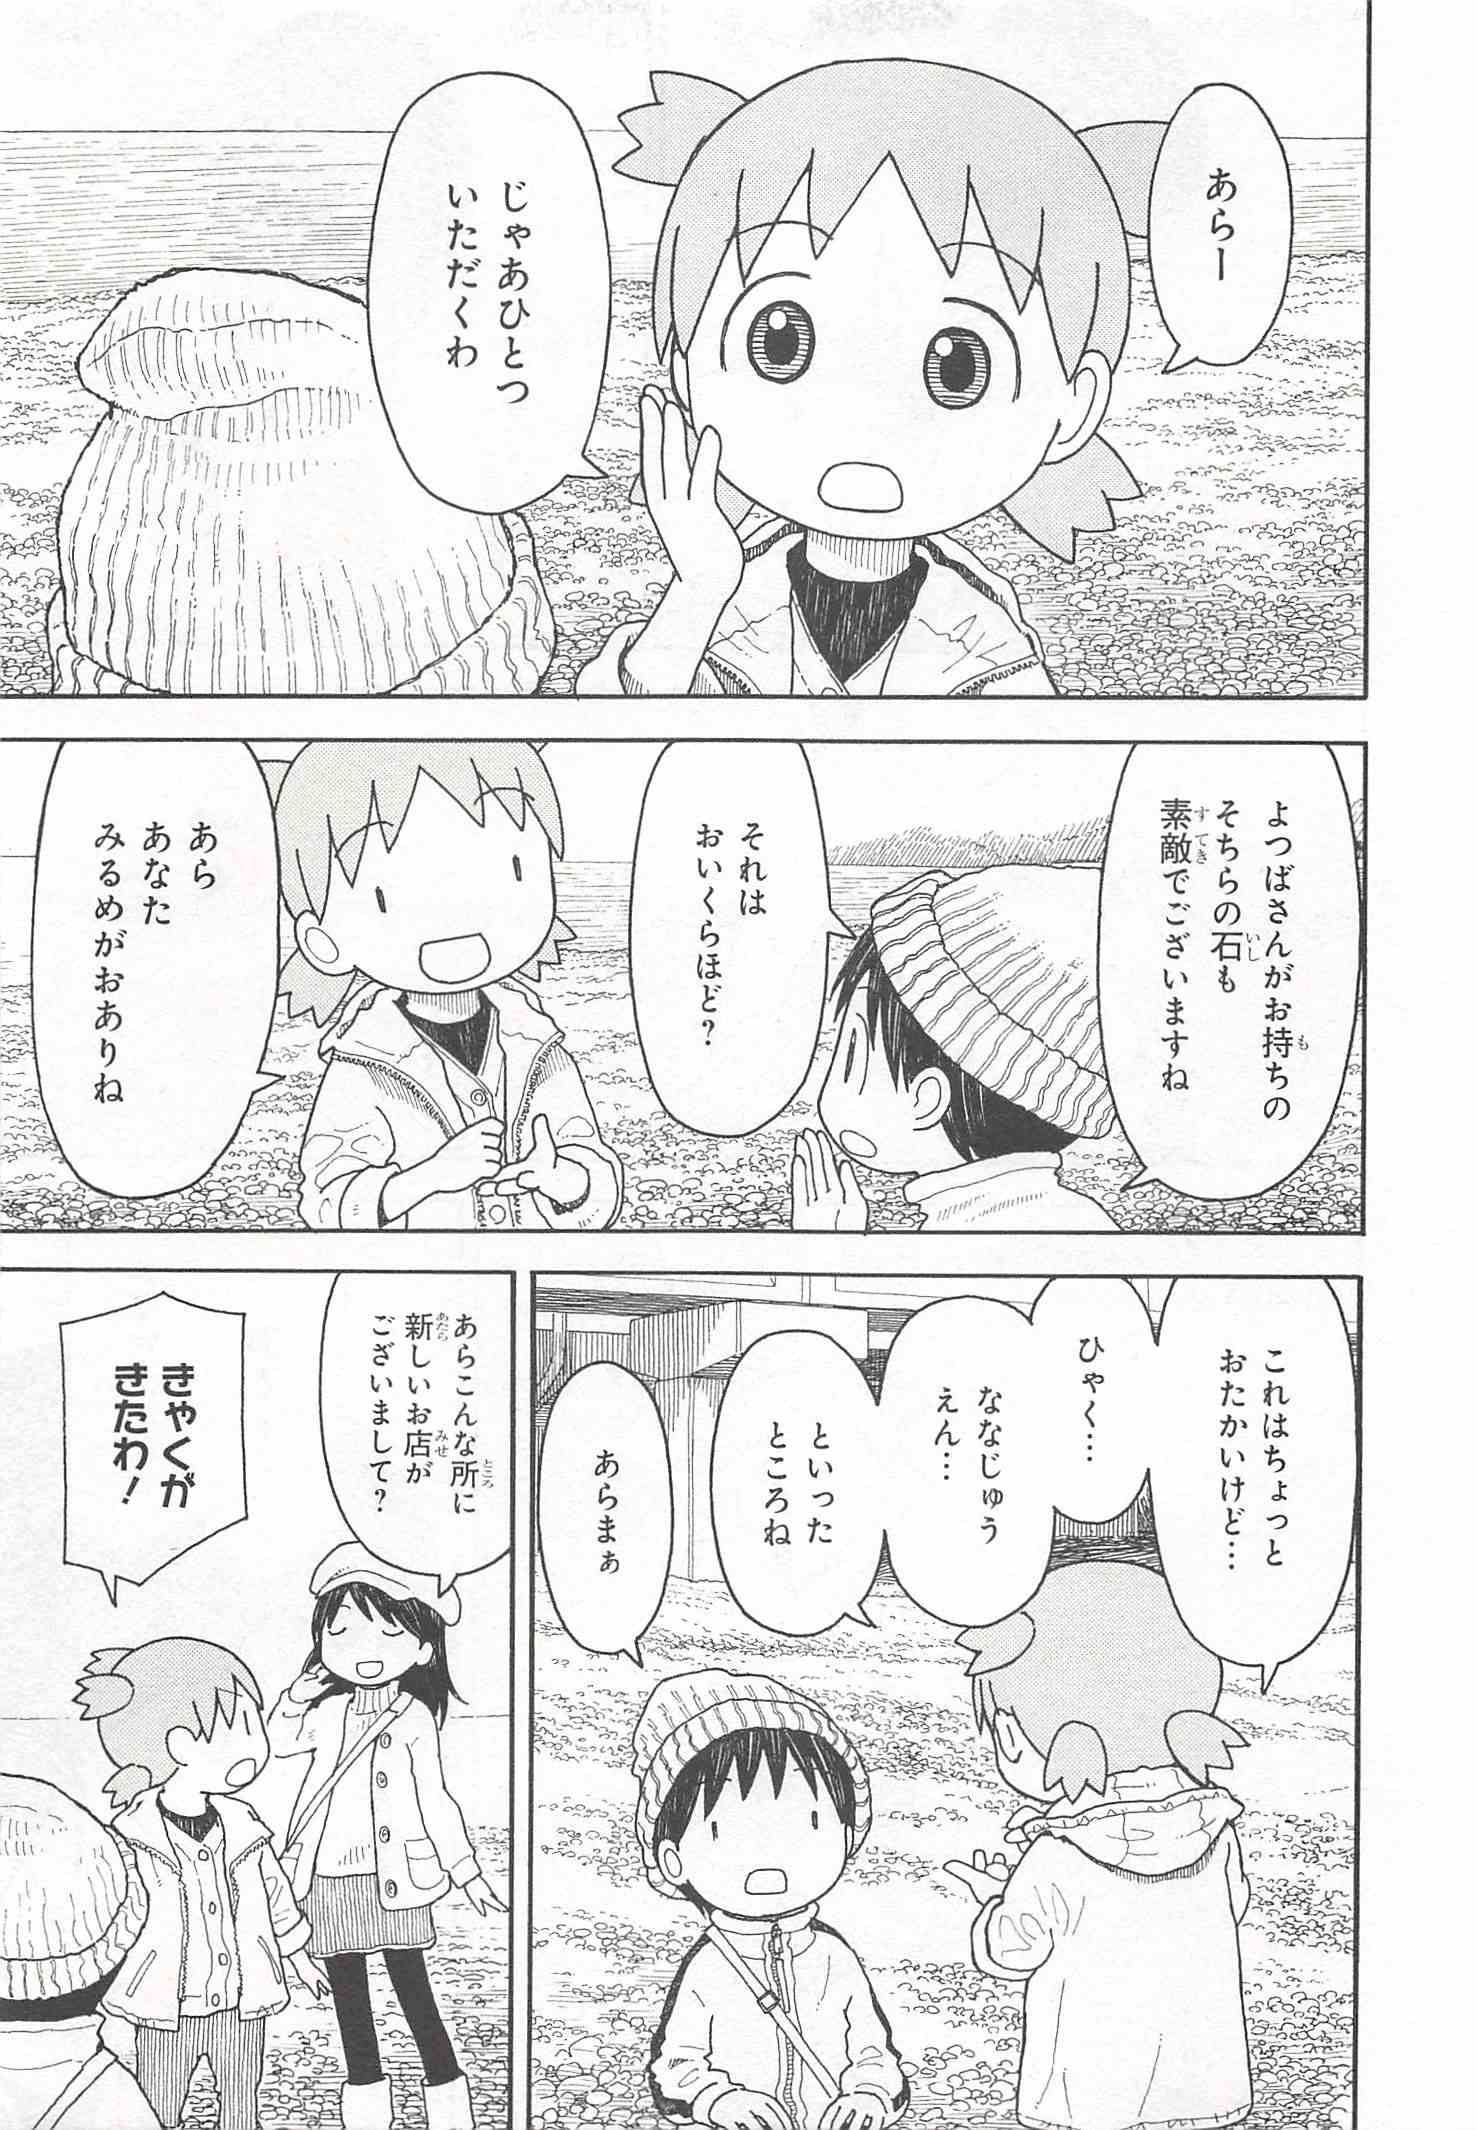 あらー
じゃあひとつ
いただくわ
よつばさんがお持ちの
そちらの石も
素敵でございますね
それは
おいくらほど？
あら
あなた
みるめがおありね
これはちょっと
おたかいけど…
ひゃく…
ななじゅう
えん…
といった
ところね
あらまぁ
あらこんな所に
新しいお店が
ございまして？
きゃくが
きたわ！